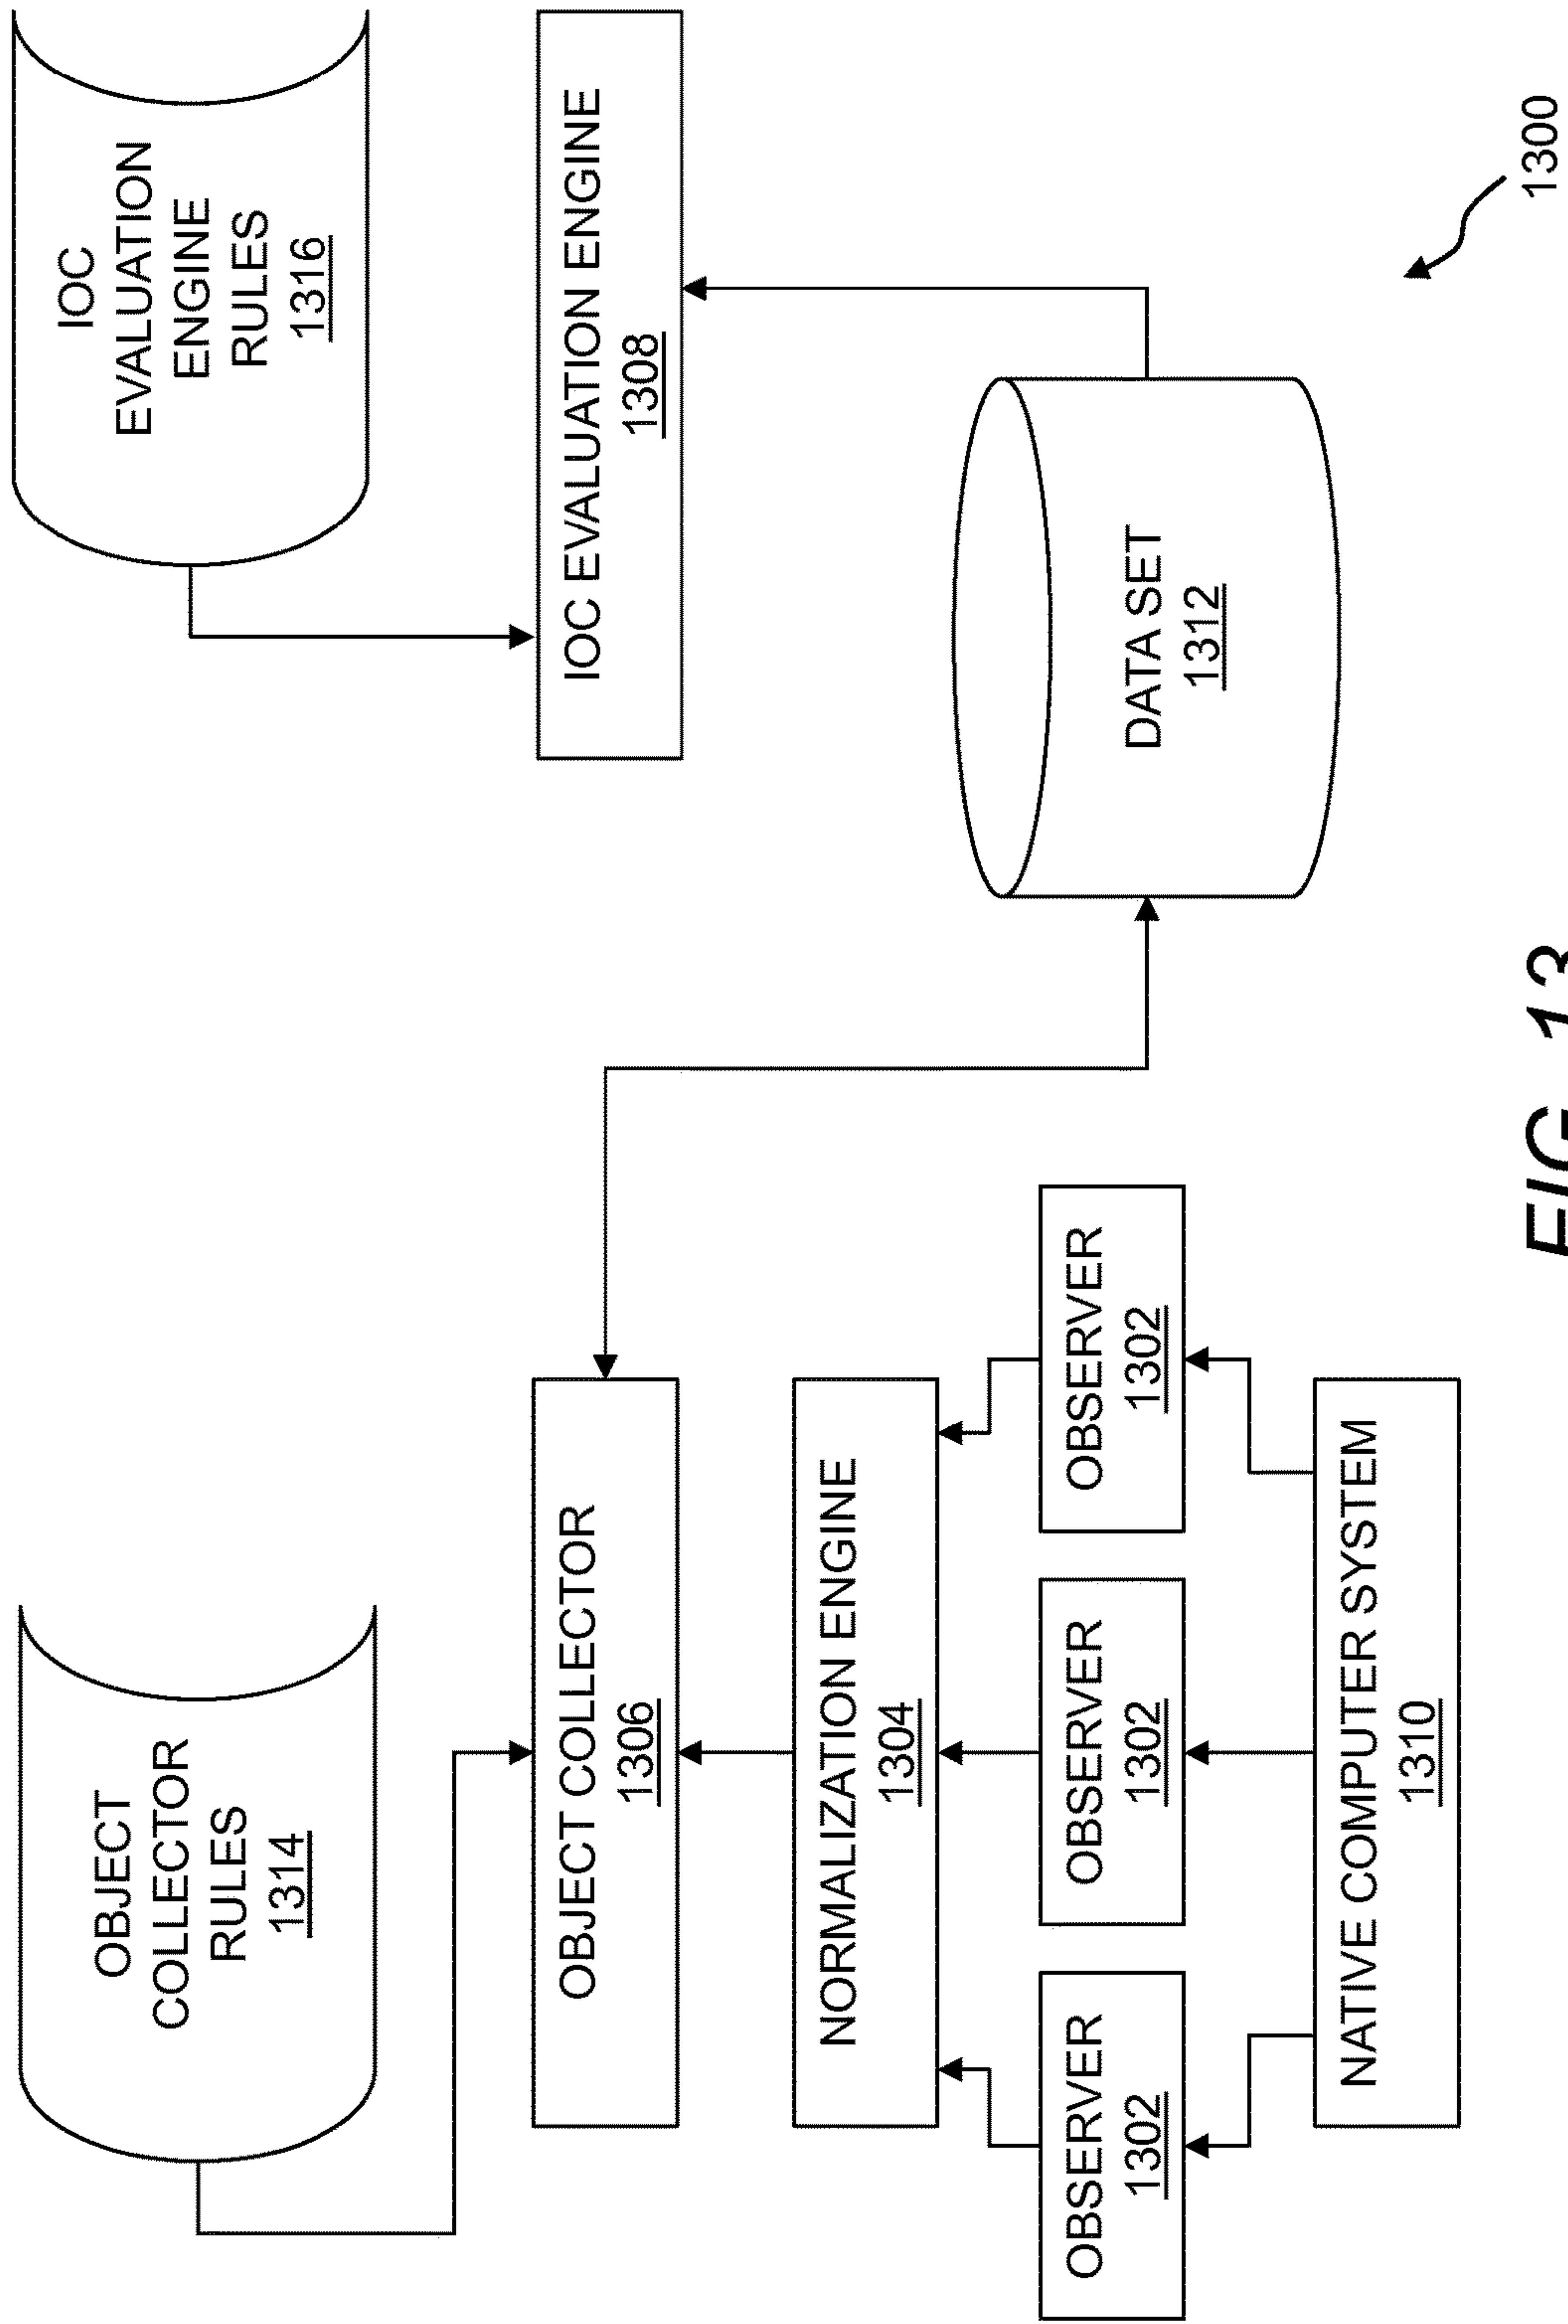 OBJECT
COLLECTOR
RULES
1314
IOC
EVALUATION
ENGINE
RULES
1316
OBJECT COLLECTOR
1306
IOC EVALUATION ENGINE
1308
NORMALIZATION ENGINE
1304
OBSERVER
1302
OBSERVER
1302
OBSERVER
1302
DATA SET
1312
NATIVE COMPUTER SYSTEM
1310
1300
FIG. 13